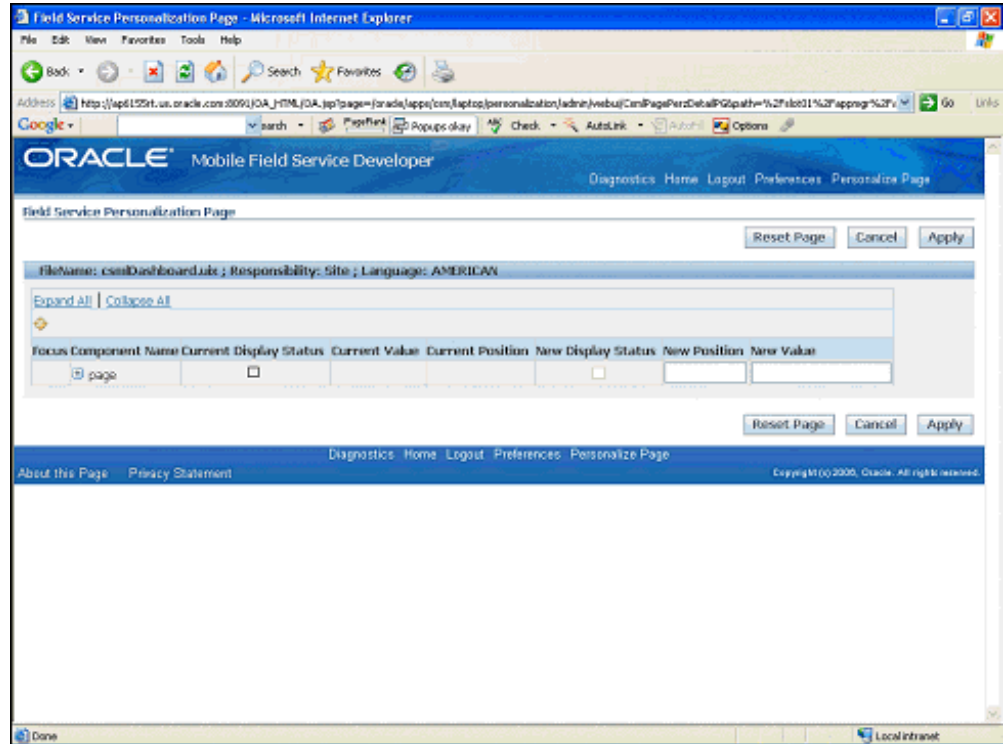 Field Service Personalization Page - Microsoft Internet Explorer
File Edit View Favorites Tools Help
Back Search Favorites
Address Go Links
Google search PageRank Popups okay Check AutoLink AutoFill Options
ORACLE Mobile Field Service Developer
Diagnostics Home Logout Preferences Personalize Page
Field Service Personalization Page
Reset Page Cancel Apply
FileName: csmlDashboard.uix ; Responsibility: Site ; Language: AMERICAN
Expand All | Collapse All
Focus Component Name Current Display Status Current Value Current Position New Display Status New Position New Value
page
Reset Page Cancel Apply
Diagnostics Home Logout Preferences Personalize Page
About this Page Privacy Statement Copyright (c) 2006, Oracle. All rights reserved.
Done Local intranet